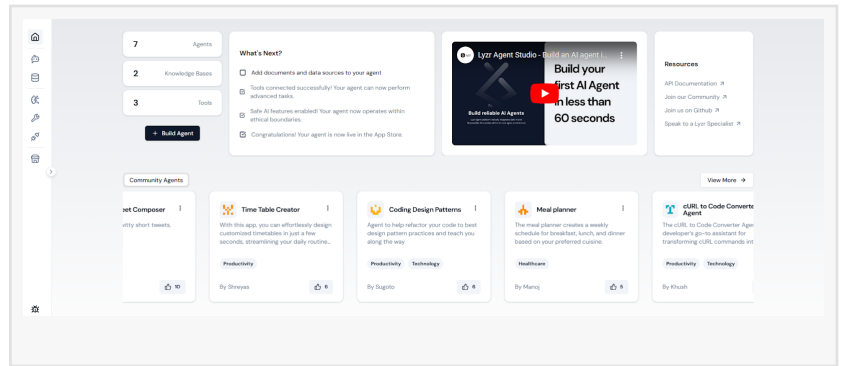 7 Agents
2 Knowledge Bases
3 Tools
+ Build Agent
What's Next?
Add documents and data sources to your agent
Tools connected successfully! Your agent can now perform
advanced tasks.
Safe AI features enabled! Your agent now operates within
ethical boundaries.
Congratulations! Your agent is now live in the App Store.
Lyzr Agent Studio - Build an AI agent i...
Build your
first AI Agent
in less than
60 seconds
Build reliable AI Agents
Resources
API Documentation ↗
Join our Community ↗
Join us on Github ↗
Speak to a Lyzr Specialist ↗
Community Agents
View More →
eet Composer
witty short tweets.
10
Time Table Creator
With this app, you can effortlessly design
customized timetables in just a few
seconds, streamlining your daily routine...
Productivity
By Shreyas
6
Coding Design Patterns
Agent to help refactor your code to best
design pattern practices and teach you
along the way
Productivity Technology
By Sugoto
6
Meal planner
The meal planner creates a weekly
schedule for breakfast, lunch, and dinner
based on your preferred cuisine.
Healthcare
By Manoj
5
cURL to Code Converte
Agent
The cURL to Code Converter Agen
developer's go-to assistant for
transforming cURL commands int
Productivity Technology
By Khush